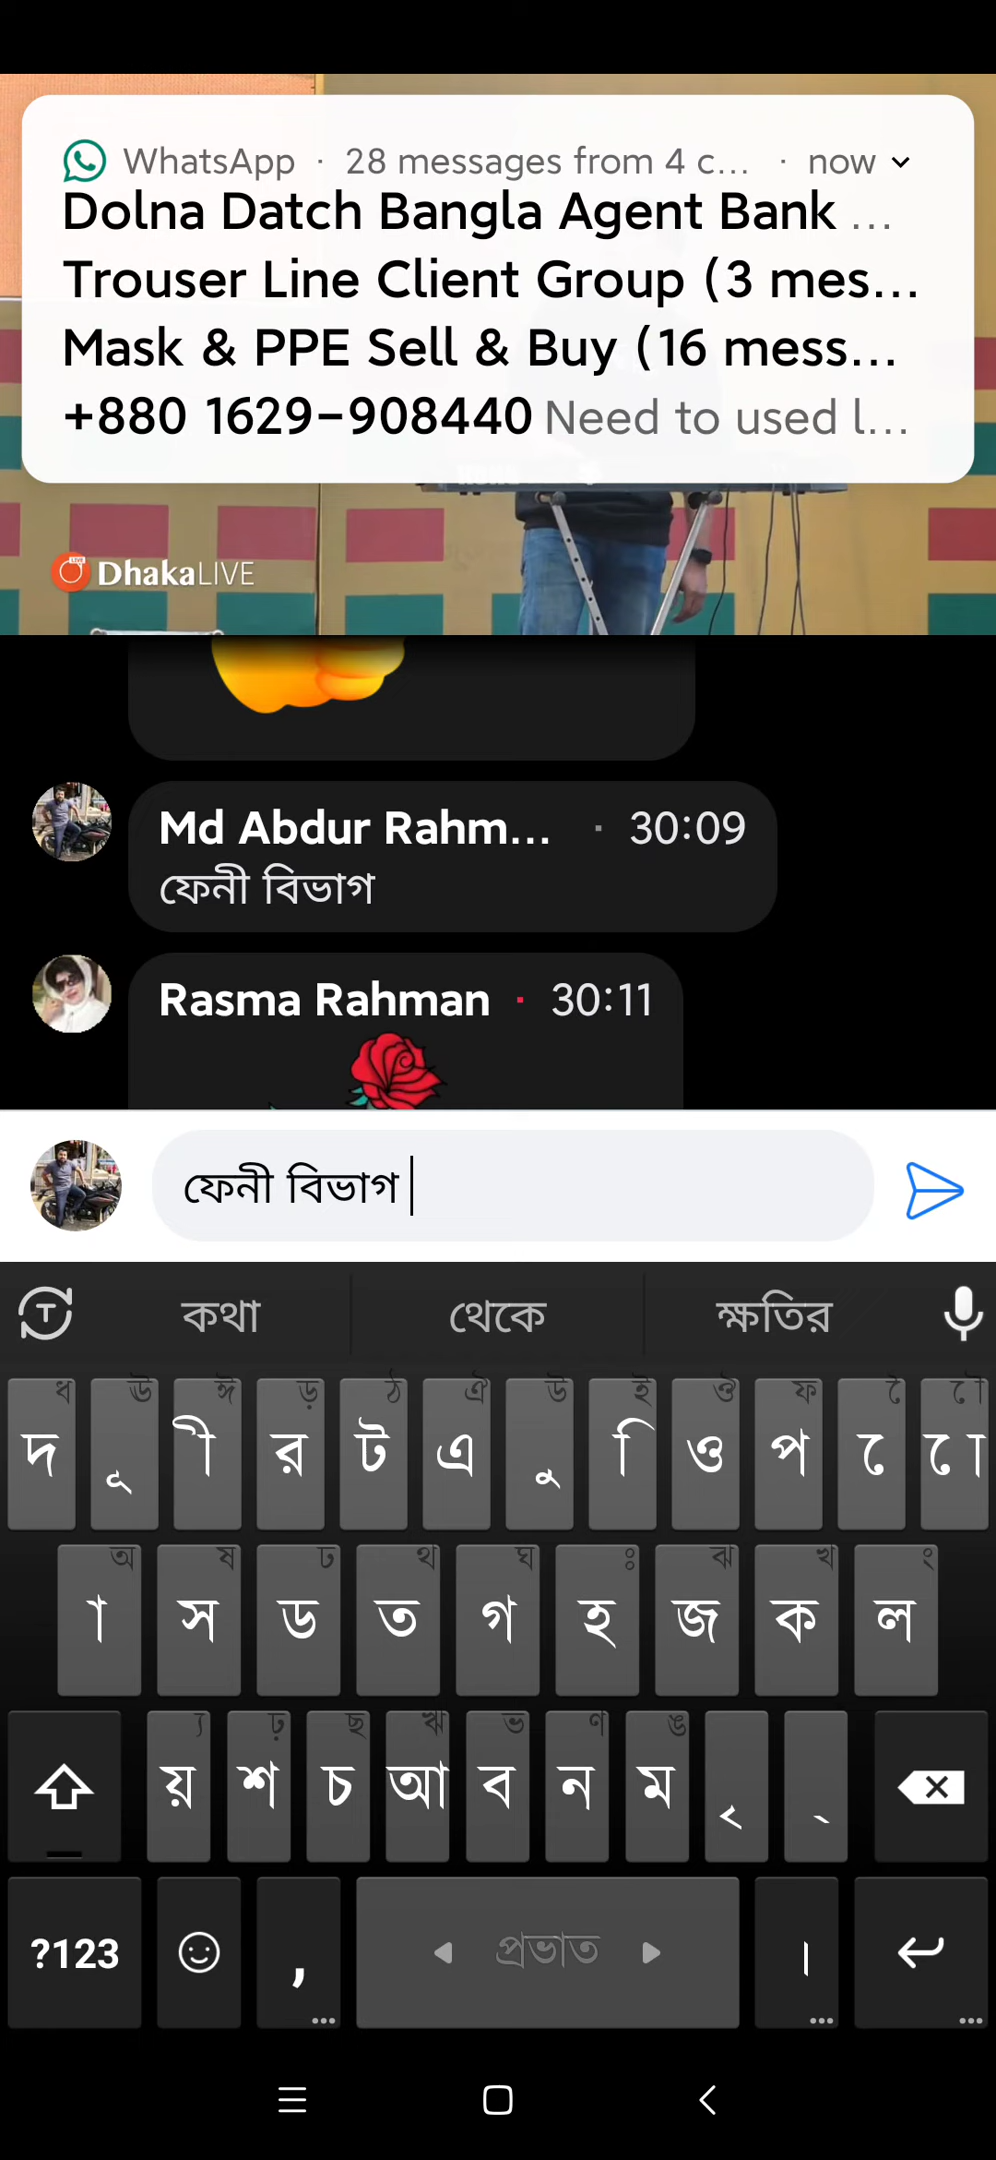 WhatsApp · 28 messages from 4 c... · now
Dolna Datch Bangla Agent Bank ...
Trouser Line Client Group (3 mes...
Mask & PPE Sell & Buy (16 mess...
+880 1629-908440 Need to used l...
LIVE
DhakaLIVE
Md Abdur Rahm... · 30:09
ফেনী বিভাগ
Rasma Rahman · 30:11
ফেনী বিভাগ
T কথা থেকে ক্ষতির
ধ ঊ ঈ ড় ঠ ঐ উ ই ঔ ফ ৈ ৌ
দ ূ ী র ট এ ু ি ও প ে ো
অ ষ ঢ থ ঘ ঃ ঝ খ ং
া স ড ত গ হ জ ক ল
্য ঢ় ছ ঋ ভ ণ ঙ
য় শ চ আ ব ন ম ৃ ্
?123 , ... প্রভাত । ... ...